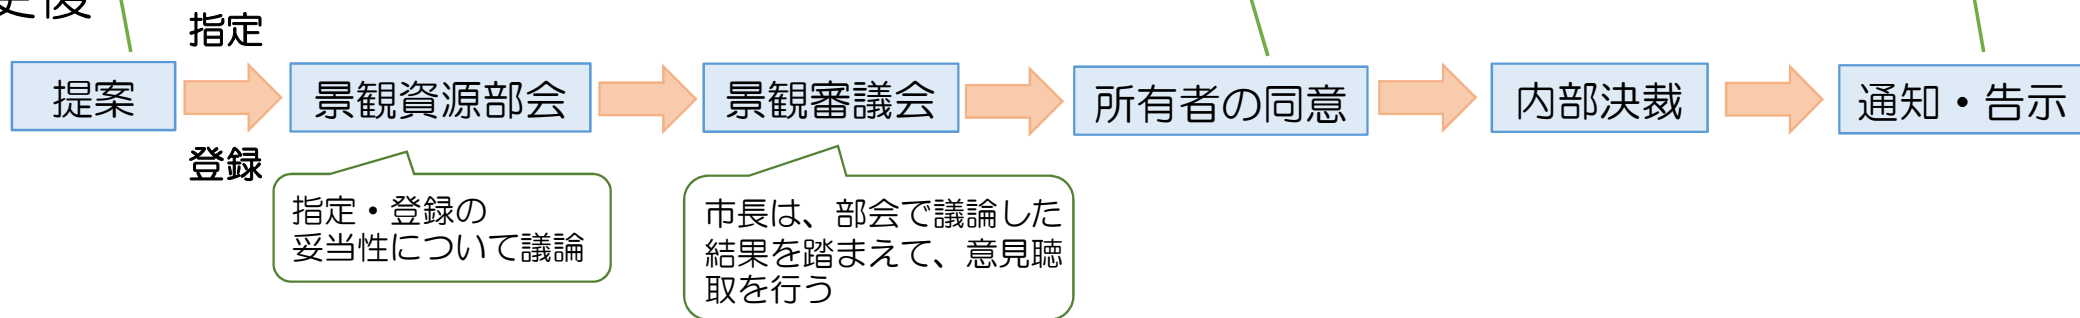 更後
指定
提案
景観資源部会
景観審議会
所有者の同意
内部決裁
通知・告示
登録
指定・登録の
妥当性について議論
市長は、部会で議論した
結果を踏まえて、意見聴
取を行う